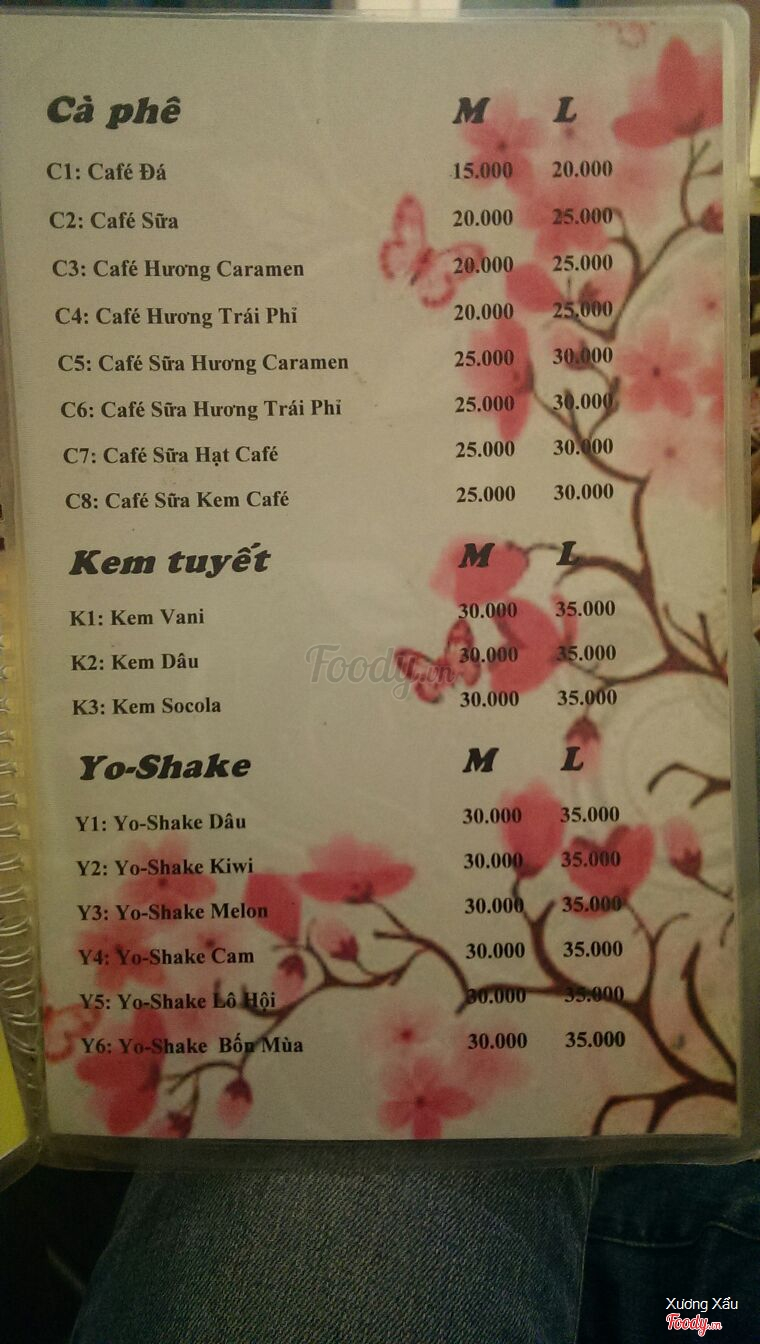 Cà phê M L
C1: Café Đá 15.000 20.000
C2: Café Sữa 20.000 25.000
C3: Café Hương Caramen 20.000 25.000
C4: Café Hương Trái Phỉ 20.000 25.000
C5: Café Sữa Hương Caramen 25.000 30.000
C6: Café Sữa Hương Trái Phỉ 25.000 30.000
C7: Café Sữa Hạt Café 25.000 30.000
C8: Café Sữa Kem Café 25.000 30.000
Kem tuyết M L
K1: Kem Vani 30.000 35.000
K2: Kem Dâu 30.000 35.000
Foody.vn
K3: Kem Socola 30.000 35.000
Yo-Shake M L
Y1: Yo-Shake Dâu 30.000 35.000
Y2: Yo-Shake Kiwi 30.000 35.000
Y3: Yo-Shake Melon 30.000 35.000
Y4: Yo-Shake Cam 30.000 35.000
Y5: Yo-Shake Lô Hội 30.000 35.000
Y6: Yo-Shake Bốn Mùa 30.000 35.000
Xương Xẩu
Foody.vn